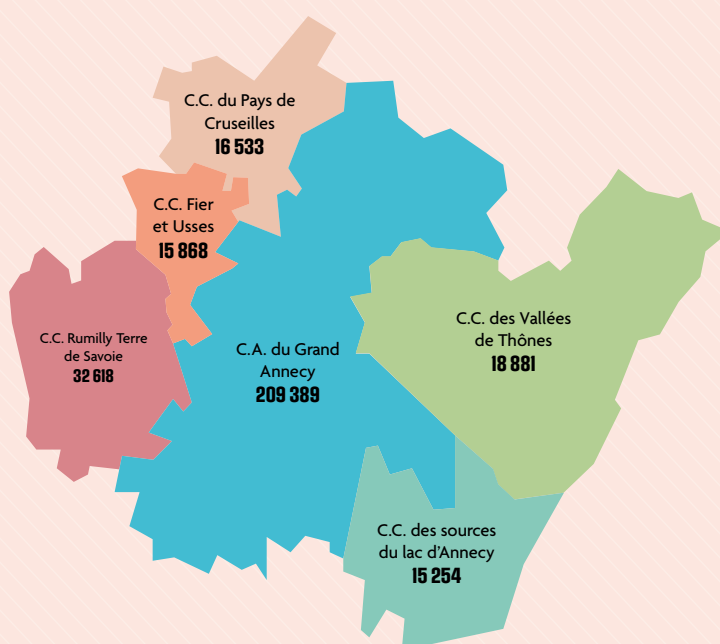 C.C. du Pays de
Cruseilles
16 533
C.C. Fier
et Usses
15 868
C.C. Rumilly Terre
de Savoie
32 618
C.A. du Grand
Annecy
209 389
C.C. des Vallées
de Thônes
18 881
C.C. des sources
du lac d’Annecy
15 254